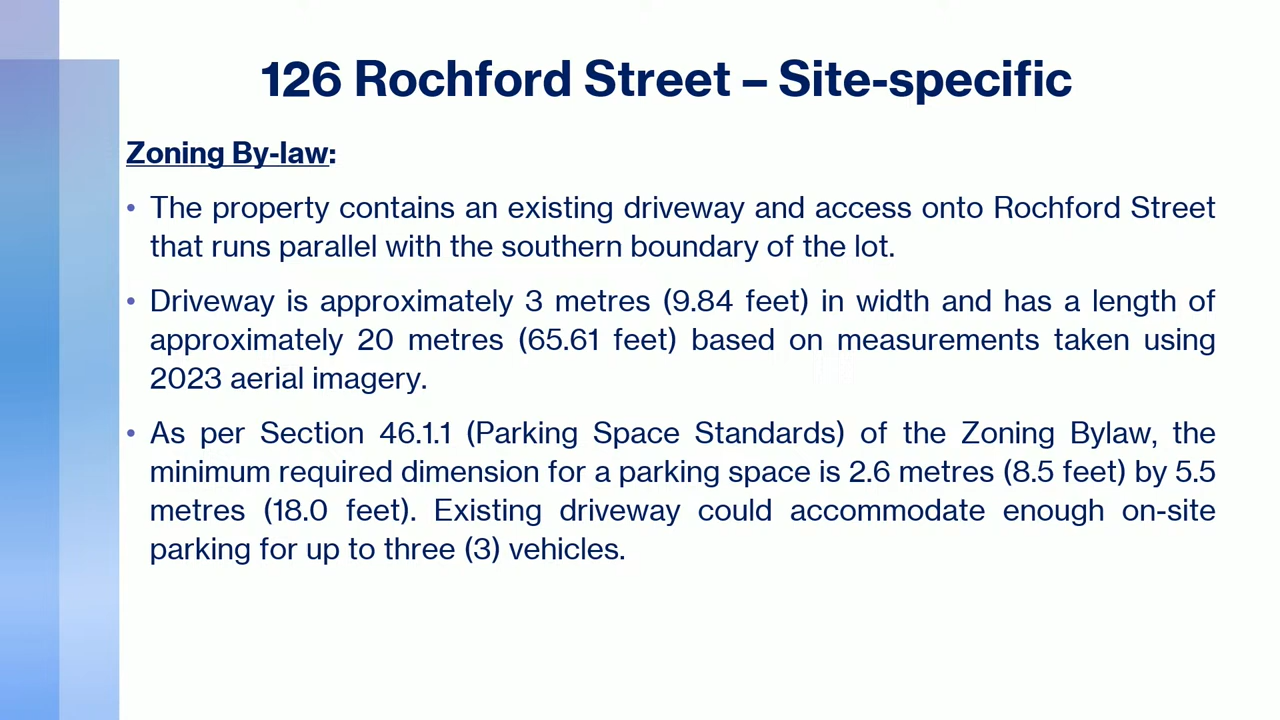 126 Rochford Street – Site-specific
Zoning By-law:
• The property contains an existing driveway and access onto Rochford Street
that runs parallel with the southern boundary of the lot.
• Driveway is approximately 3 metres (9.84 feet) in width and has a length of
approximately 20 metres (65.61 feet) based on measurements taken using
2023 aerial imagery.
• As per Section 46.1.1 (Parking Space Standards) of the Zoning Bylaw, the
minimum required dimension for a parking space is 2.6 metres (8.5 feet) by 5.5
metres (18.0 feet). Existing driveway could accommodate enough on-site
parking for up to three (3) vehicles.